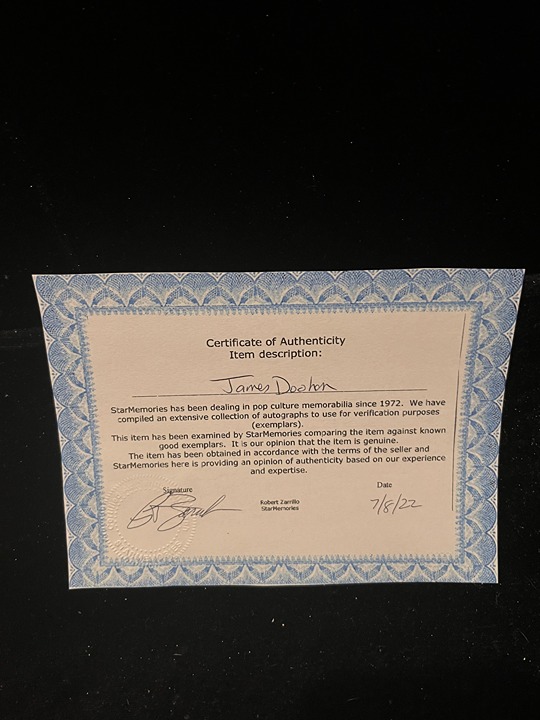 Certificate of Authenticity
Item description:
James Doohan
StarMemories has been dealing in pop culture memorabilia since 1972. We have
compiled an extensive collection of autographs to use for verification purposes
(exemplars).
This item has been examined by StarMemories comparing the item against known
good exemplars. It is our opinion that the item is genuine.
The item has been obtained in accordance with the terms of the seller and
StarMemories here is providing an opinion of authenticity based on our experience
and expertise.
Signature
Robert Zarrillo
StarMemories
Date
7/8/22